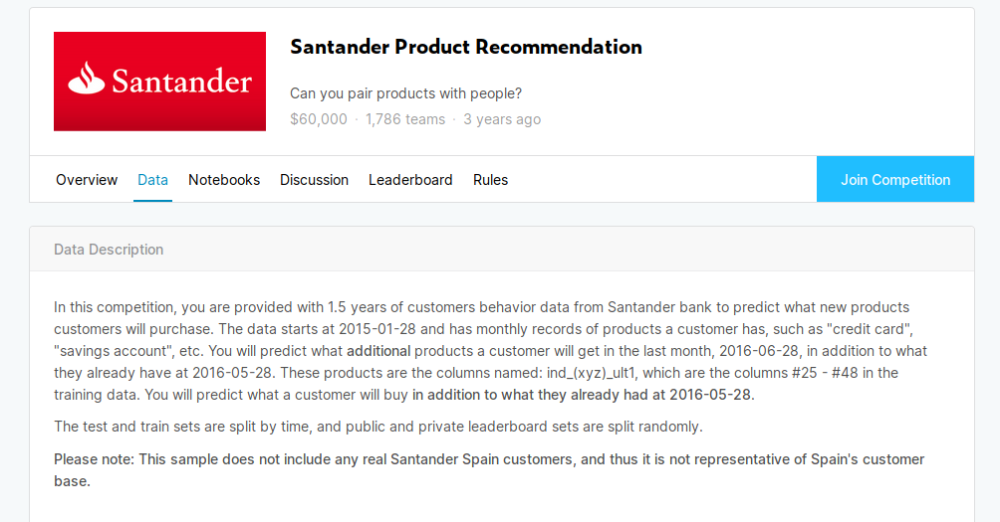 Santander
Santander Product Recommendation
Can you pair products with people?
$60,000 · 1,786 teams · 3 years ago
Overview Data Notebooks Discussion Leaderboard Rules Join Competition
Data Description
In this competition, you are provided with 1.5 years of customers behavior data from Santander bank to predict what new products
customers will purchase. The data starts at 2015-01-28 and has monthly records of products a customer has, such as "credit card",
"savings account", etc. You will predict what additional products a customer will get in the last month, 2016-06-28, in addition to what
they already have at 2016-05-28. These products are the columns named: ind_(xyz)_ult1, which are the columns #25 - #48 in the
training data. You will predict what a customer will buy in addition to what they already had at 2016-05-28.
The test and train sets are split by time, and public and private leaderboard sets are split randomly.
Please note: This sample does not include any real Santander Spain customers, and thus it is not representative of Spain's customer
base.